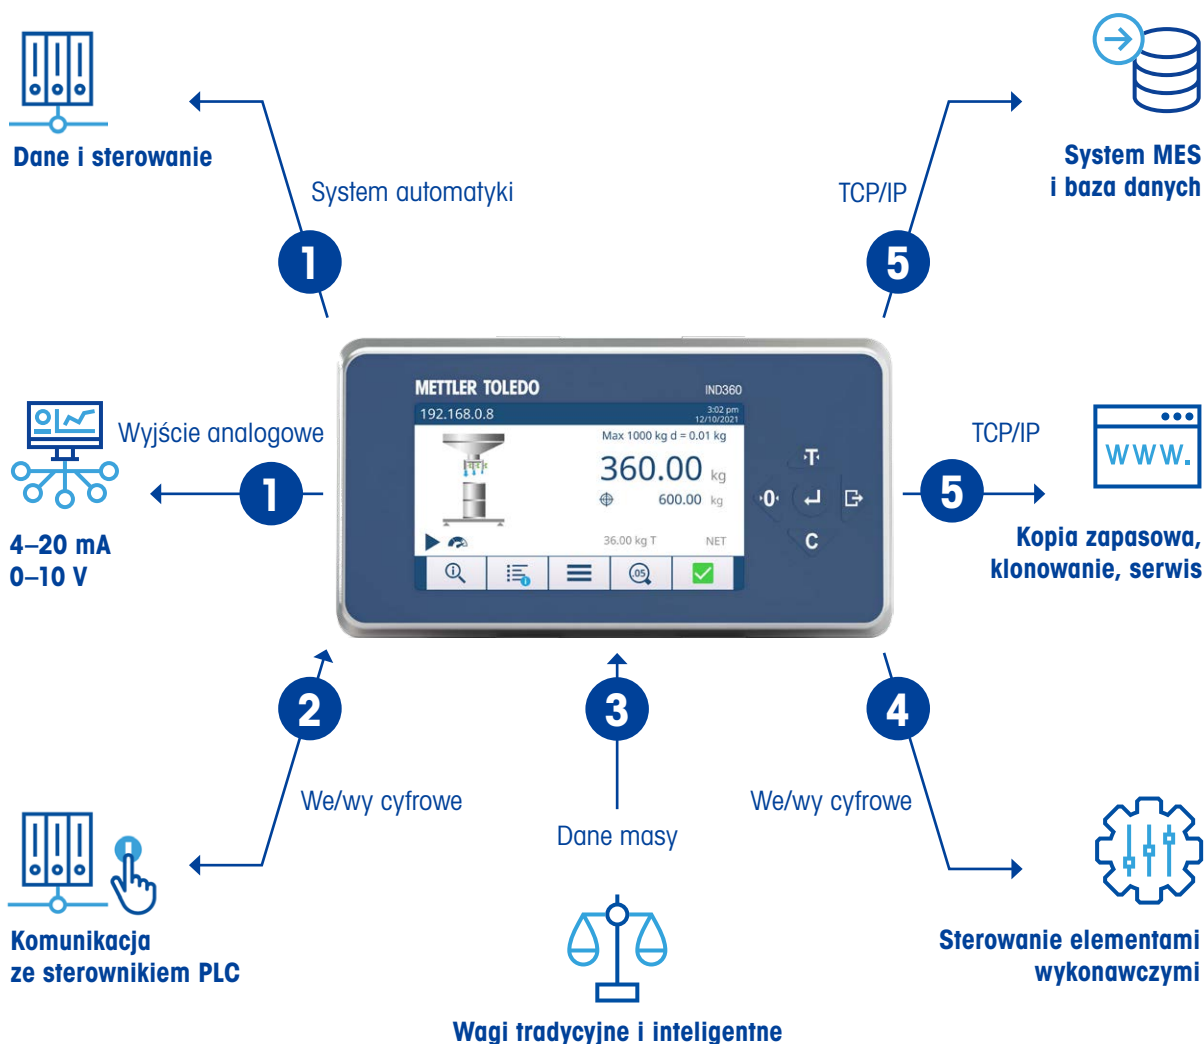 Dane i sterowanie
System automatyki
1
TCP/IP
5
System MES
i baza danych
Wyjście analogowe
1
4–20 mA
0–10 V
METTLER TOLEDO
IND360
192.168.0.8
3:02 pm
12/10/2021
Max 1000 kg d = 0.01 kg
360.00 kg
600.00 kg
36.00 kg T
NET
.05
T
0
C
TCP/IP
5
www.
Kopia zapasowa,
klonowanie, serwis
2
We/wy cyfrowe
Komunikacja
ze sterownikiem PLC
3
Dane masy
Wagi tradycyjne i inteligentne
4
We/wy cyfrowe
Sterowanie elementami
wykonawczymi